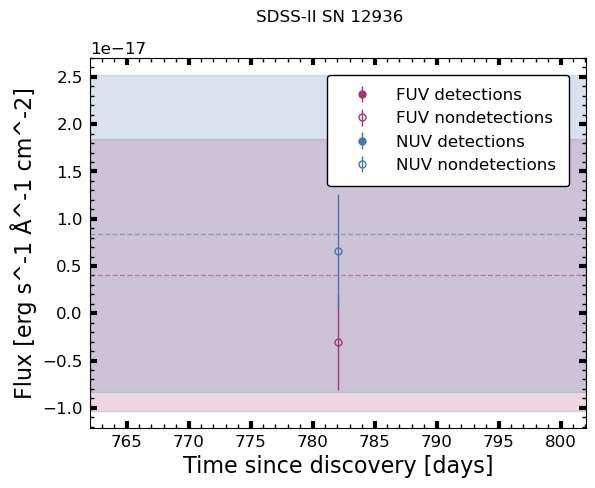 SDSS-II SN 12936
1e−17
2.5
2.0
1.5
1.0
0.5
0.0
−0.5
−1.0
Flux [erg s^-1 Å^-1 cm^-2]
FUV detections
FUV nondetections
NUV detections
NUV nondetections
765 770 775 780 785 790 795 800
Time since discovery [days]